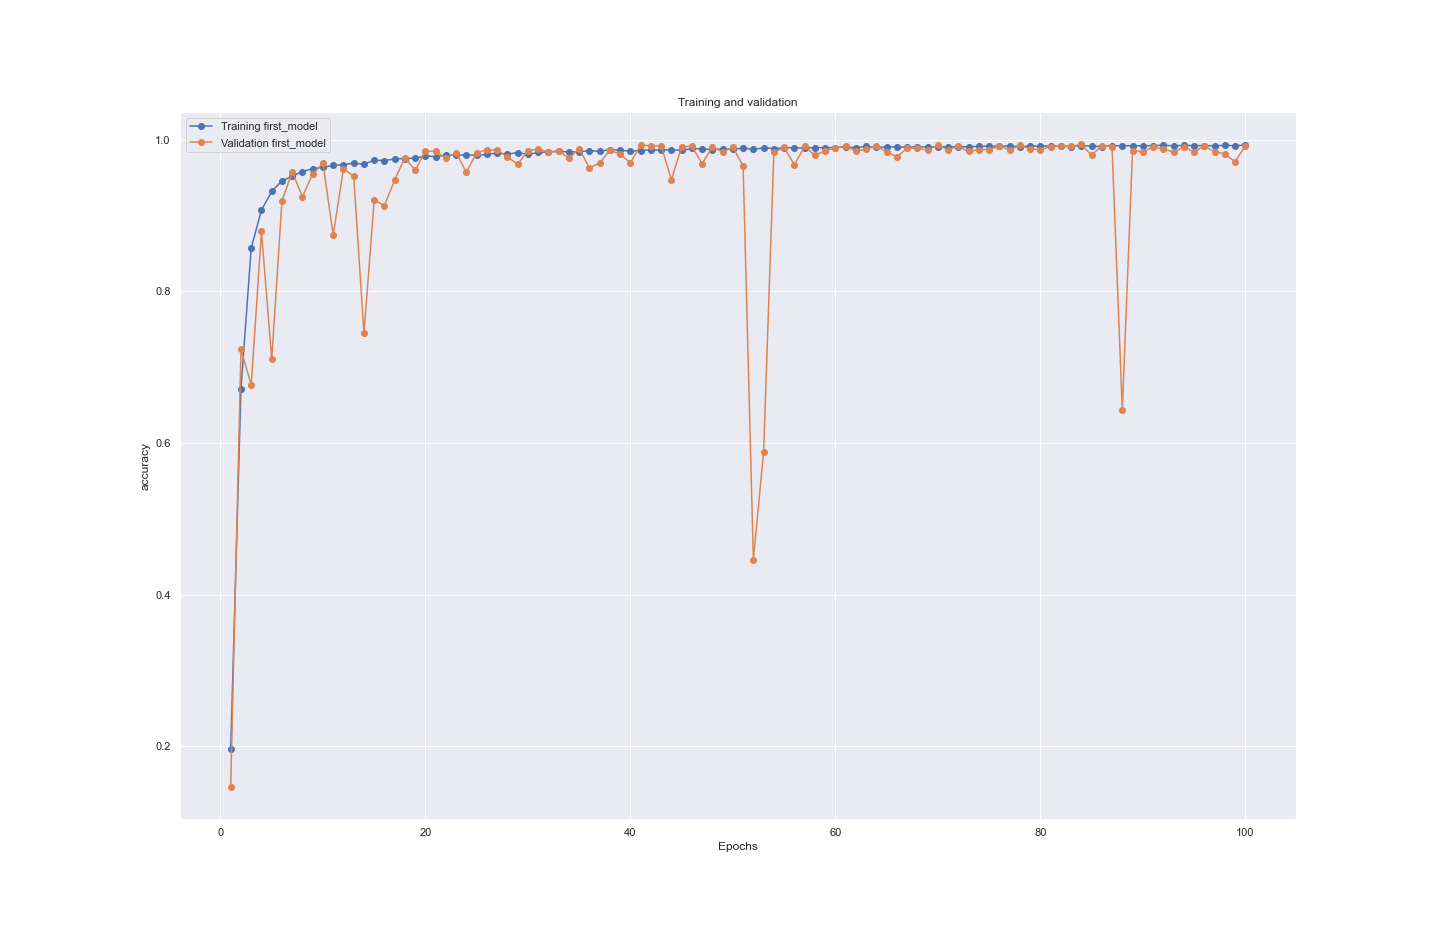 Training and validation
Training first_model
Validation first_model
1.0
0.8
0.6
0.4
0.2
accuracy
0 20 40 60 80 100
Epochs